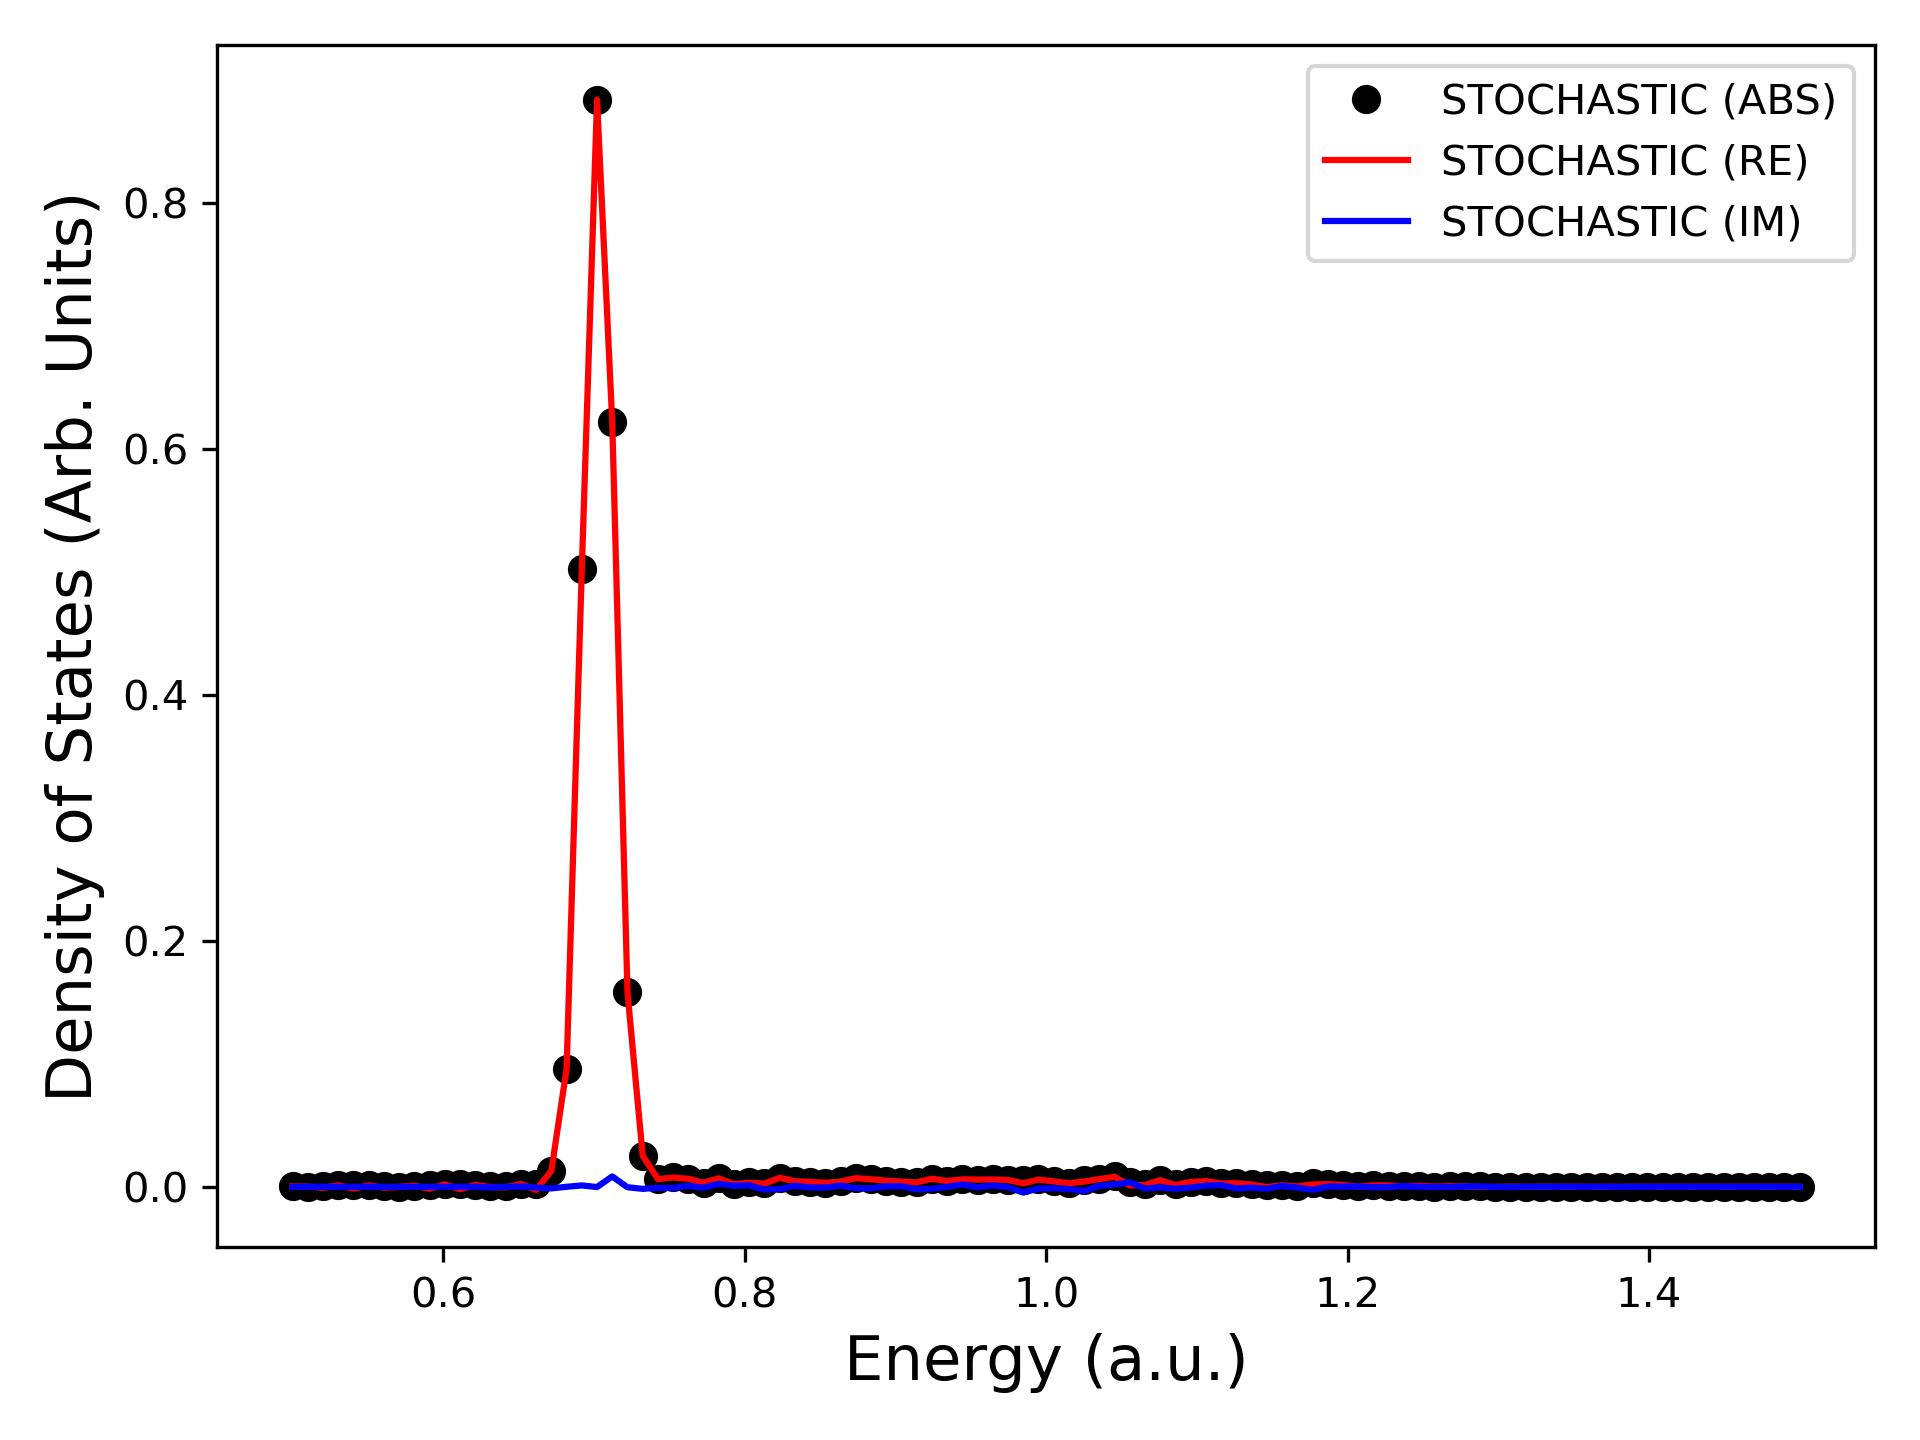 STOCHASTIC (ABS)
STOCHASTIC (RE)
STOCHASTIC (IM)
Density of States (Arb. Units)
0.8
0.6
0.4
0.2
0.0
0.6 0.8 1.0 1.2 1.4
Energy (a.u.)